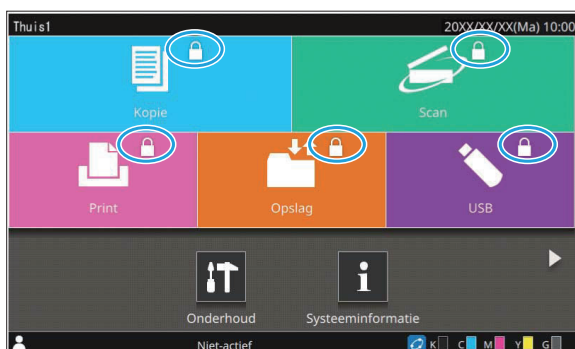 Thuis1 20XX/XX/XX(Ma) 10:00
Kopie Scan
Print Opslag USB
Onderhoud Systeeminformatie
Niet-actief K C M Y G